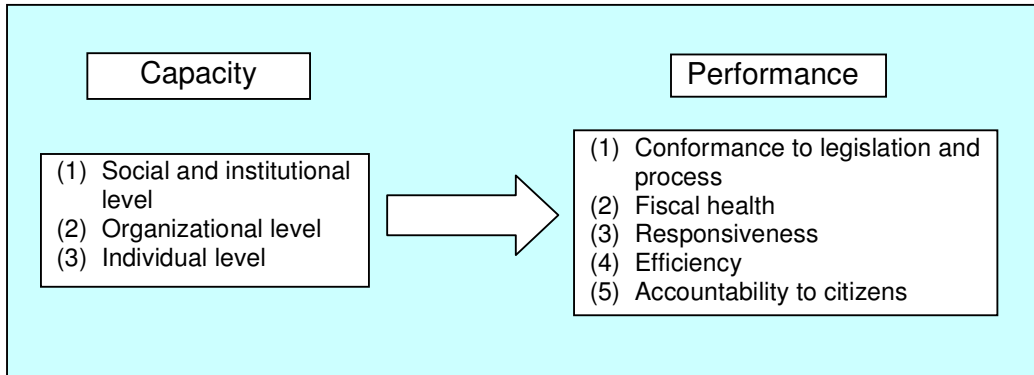 Capacity
Performance
(1) Social and institutional
level
(2) Organizational level
(3) Individual level
(1) Conformance to legislation and
process
(2) Fiscal health
(3) Responsiveness
(4) Efficiency
(5) Accountability to citizens